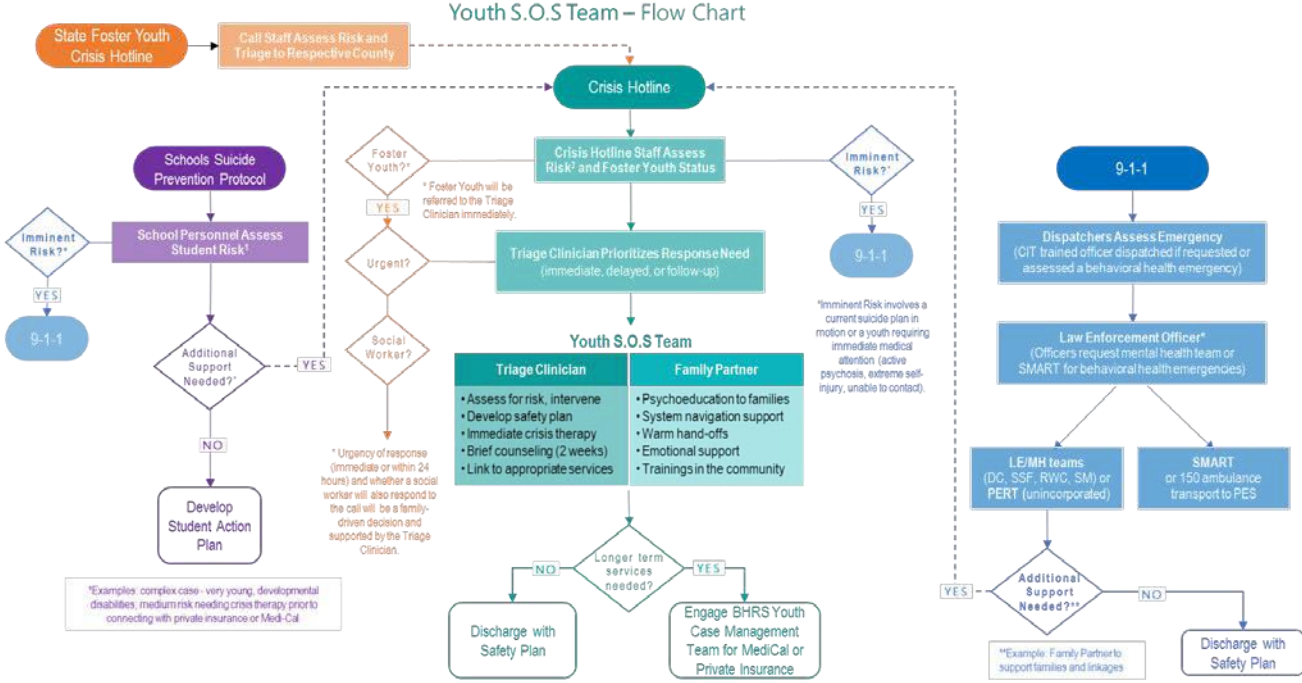 Youth S.O.S Team – Flow Chart
State Foster Youth
Crisis Hotline
Call Staff Assess Risk and
Triage to Respective County
Crisis Hotline
Schools Suicide
Prevention Protocol
Foster
Youth?*
Crisis Hotline Staff Assess
Risk‡ and Foster Youth Status
Imminent
Risk?*
9-1-1
* Foster Youth will be
referred to the Triage
Clinician immediately.
YES
YES
Imminent
Risk?*
School Personnel Assess
Student Risk‡
Urgent?
Triage Clinician Prioritizes Response Need
(immediate, delayed, or follow-up)
9-1-1
Dispatchers Assess Emergency
(CIT trained officer dispatched if requested or
assessed a behavioral health emergency)
YES
9-1-1
*Imminent Risk involves a
current suicide plan in
motion or a youth requiring
immediate medical
attention (active
psychosis, extreme self-
injury, unable to contact).
Law Enforcement Officer*
(Officers request mental health team or
SMART for behavioral health emergencies)
Additional
Support
Needed?*
YES
Social
Worker?
Youth S.O.S Team
Triage Clinician
• Assess for risk, intervene
• Develop safety plan
• Immediate crisis therapy
• Brief counseling (2 weeks)
• Link to appropriate services
Family Partner
• Psychoeducation to families
• System navigation support
• Warm hand-offs
• Emotional support
• Trainings in the community
NO
* Urgency of response
(immediate or within 24
hours) and whether a social
worker will also respond to
the call will be a family-
driven decision and
supported by the Triage
Clinician.
LE/MH teams
(DC, SSF, RWC, SM) or
PERT (unincorporated)
SMART
or 150 ambulance
transport to PES
Develop
Student Action
Plan
Longer term
services
needed?
NO
YES
*Examples: complex case - very young, developmental
disabilities; medium risk needing crisis therapy prior to
connecting with private insurance or Medi-Cal
Discharge with
Safety Plan
Engage BHRS Youth
Case Management
Team for MediCal or
Private Insurance
YES
Additional
Support
Needed?**
NO
**Example: Family Partner to
support families and linkages
Discharge with
Safety Plan